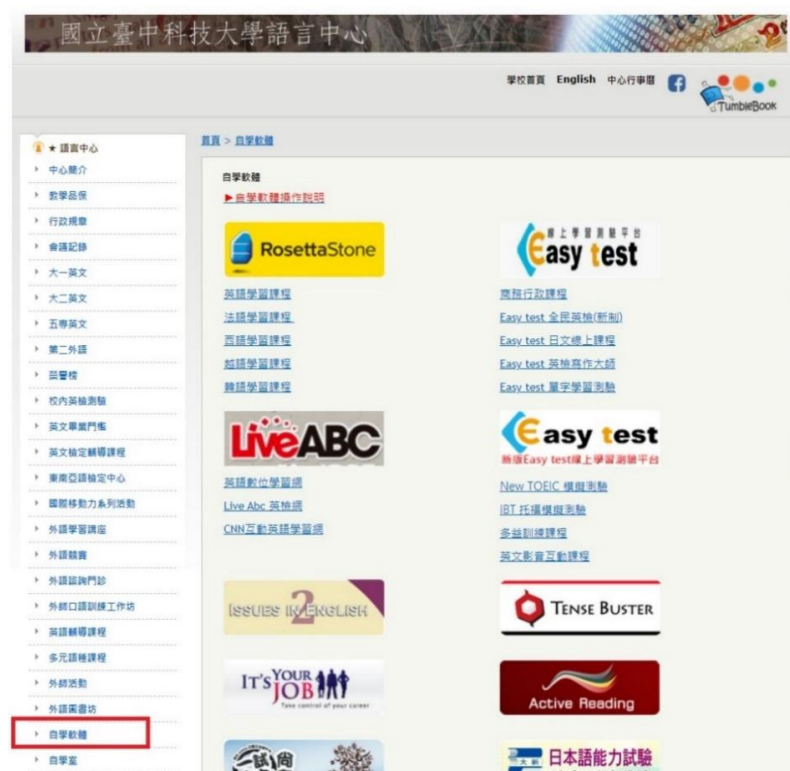 國立臺中科技大學語言中心
學校首頁 English 中心行事曆
TumbleBook
★ 語言中心
中心簡介
教學品保
行政規章
會議記錄
大一英文
大二英文
五專英文
第二外語
榮譽榜
校內英檢測驗
英文畢業門檻
英文檢定輔導課程
東南亞語檢定中心
國際移動力系列活動
外語學習講座
外語競賽
外語諮詢門診
外師口語訓練工作坊
英語輔導課程
多元語種課程
外師活動
外語圖書坊
自學軟體
自學室
首頁 > 自學軟體
自學軟體
▶自學軟體操作說明
RosettaStone
英語學習課程
法語學習課程
西語學習課程
越語學習課程
韓語學習課程
線上學習測驗平台
Easy test
商務行政課程
Easy test 全民英檢(新制)
Easy test 日文線上課程
Easy test 英檢寫作大師
Easy test 單字學習測驗
LiveABC
英語數位學習網
Live Abc 英檢網
CNN互動英語學習網
Easy test
新版Easy test線上學習測驗平台
New TOEIC 模擬測驗
iBT 托福模擬測驗
多益訓練課程
英文影音互動課程
ISSUES IN ENGLISH 2
TENSE BUSTER
IT'S YOUR JOB
Take control of your career
Active Reading
大新
日本語能力試驗